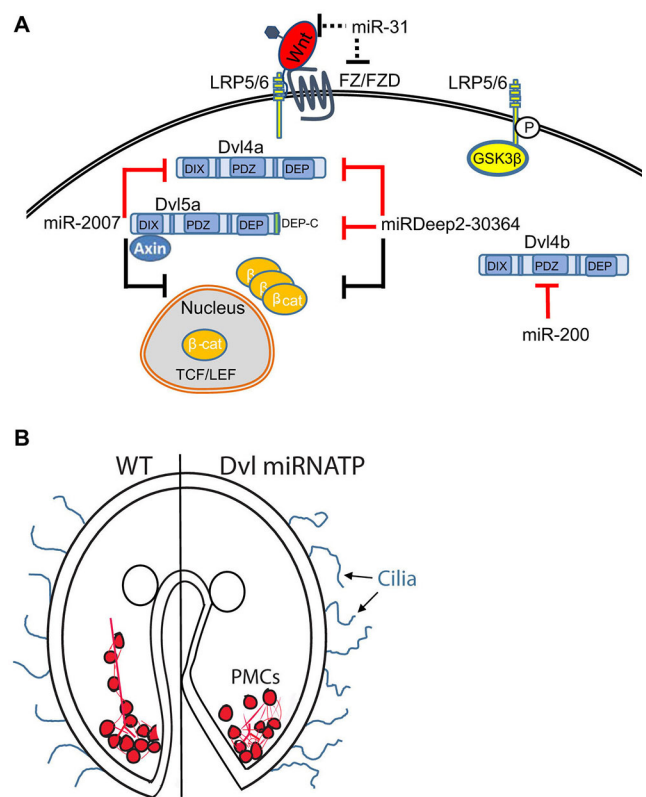 A
Wnt
miR-31
LRP5/6
FZ/FZD
LRP5/6
P
GSK3β
Dvl4a
DIX
PDZ
DEP
miR-2007
Dvl5a
DIX
PDZ
DEP
DEP-C
Axin
miRDeep2-30364
Dvl4b
DIX
PDZ
DEP
miR-200
β
β
β
cat
Nucleus
β-cat
TCF/LEF
B
WT
Dvl miRNATP
Cilia
PMCs